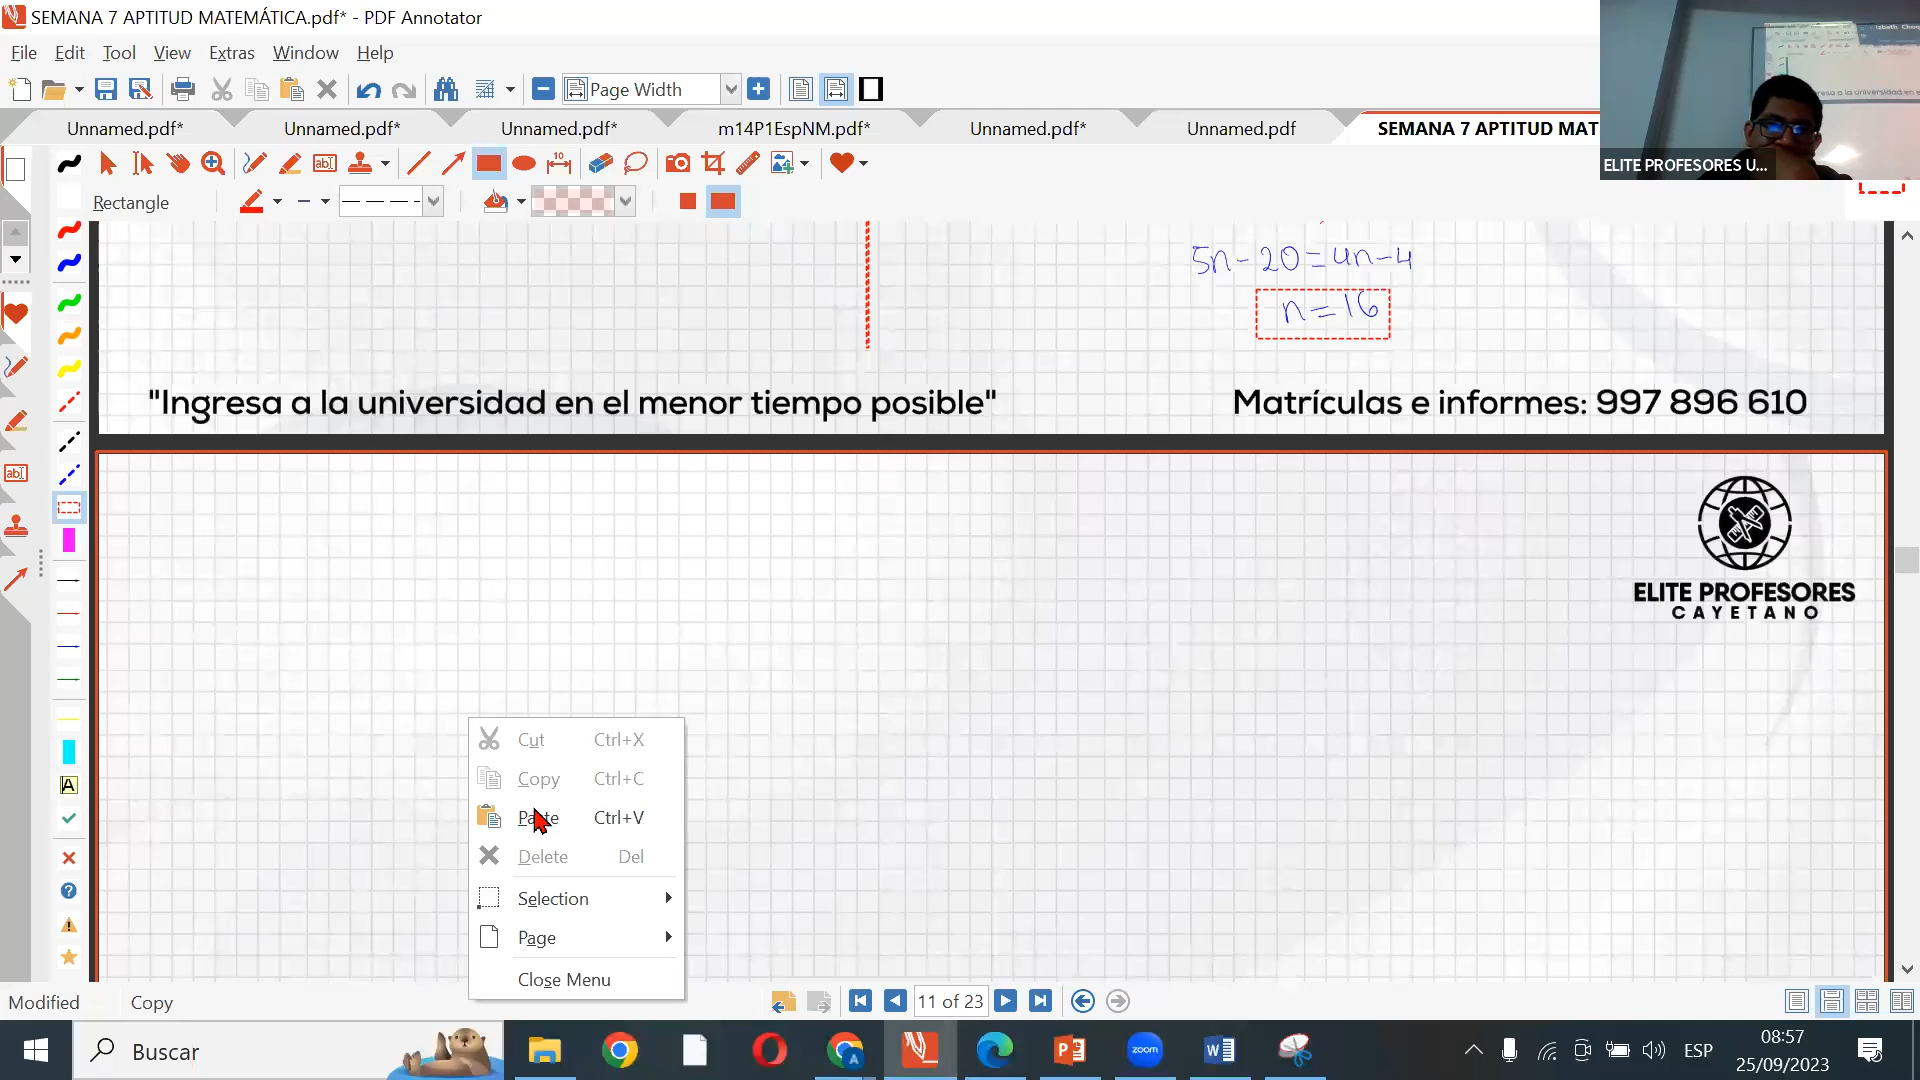 SEMANA 7 APTITUD MATEMÁTICA.pdf* - PDF Annotator
File Edit Tool View Extras Window Help
Page Width
Unnamed.pdf* Unnamed.pdf* Unnamed.pdf* m14P1EspNM.pdf* Unnamed.pdf* Unnamed.pdf SEMANA 7 APTITUD MAT
ELITE PROFESORES U...
Rectangle
5n-20=4n-4
n=16
"Ingresa a la universidad en el menor tiempo posible" Matrículas e informes: 997 896 610
ELITE PROFESORES
CAYETANO
Cut Ctrl+X
Copy Ctrl+C
Paste Ctrl+V
Delete Del
Selection
Page
Close Menu
Modified Copy 11 of 23
Buscar
zoom
ESP
08:57
25/09/2023